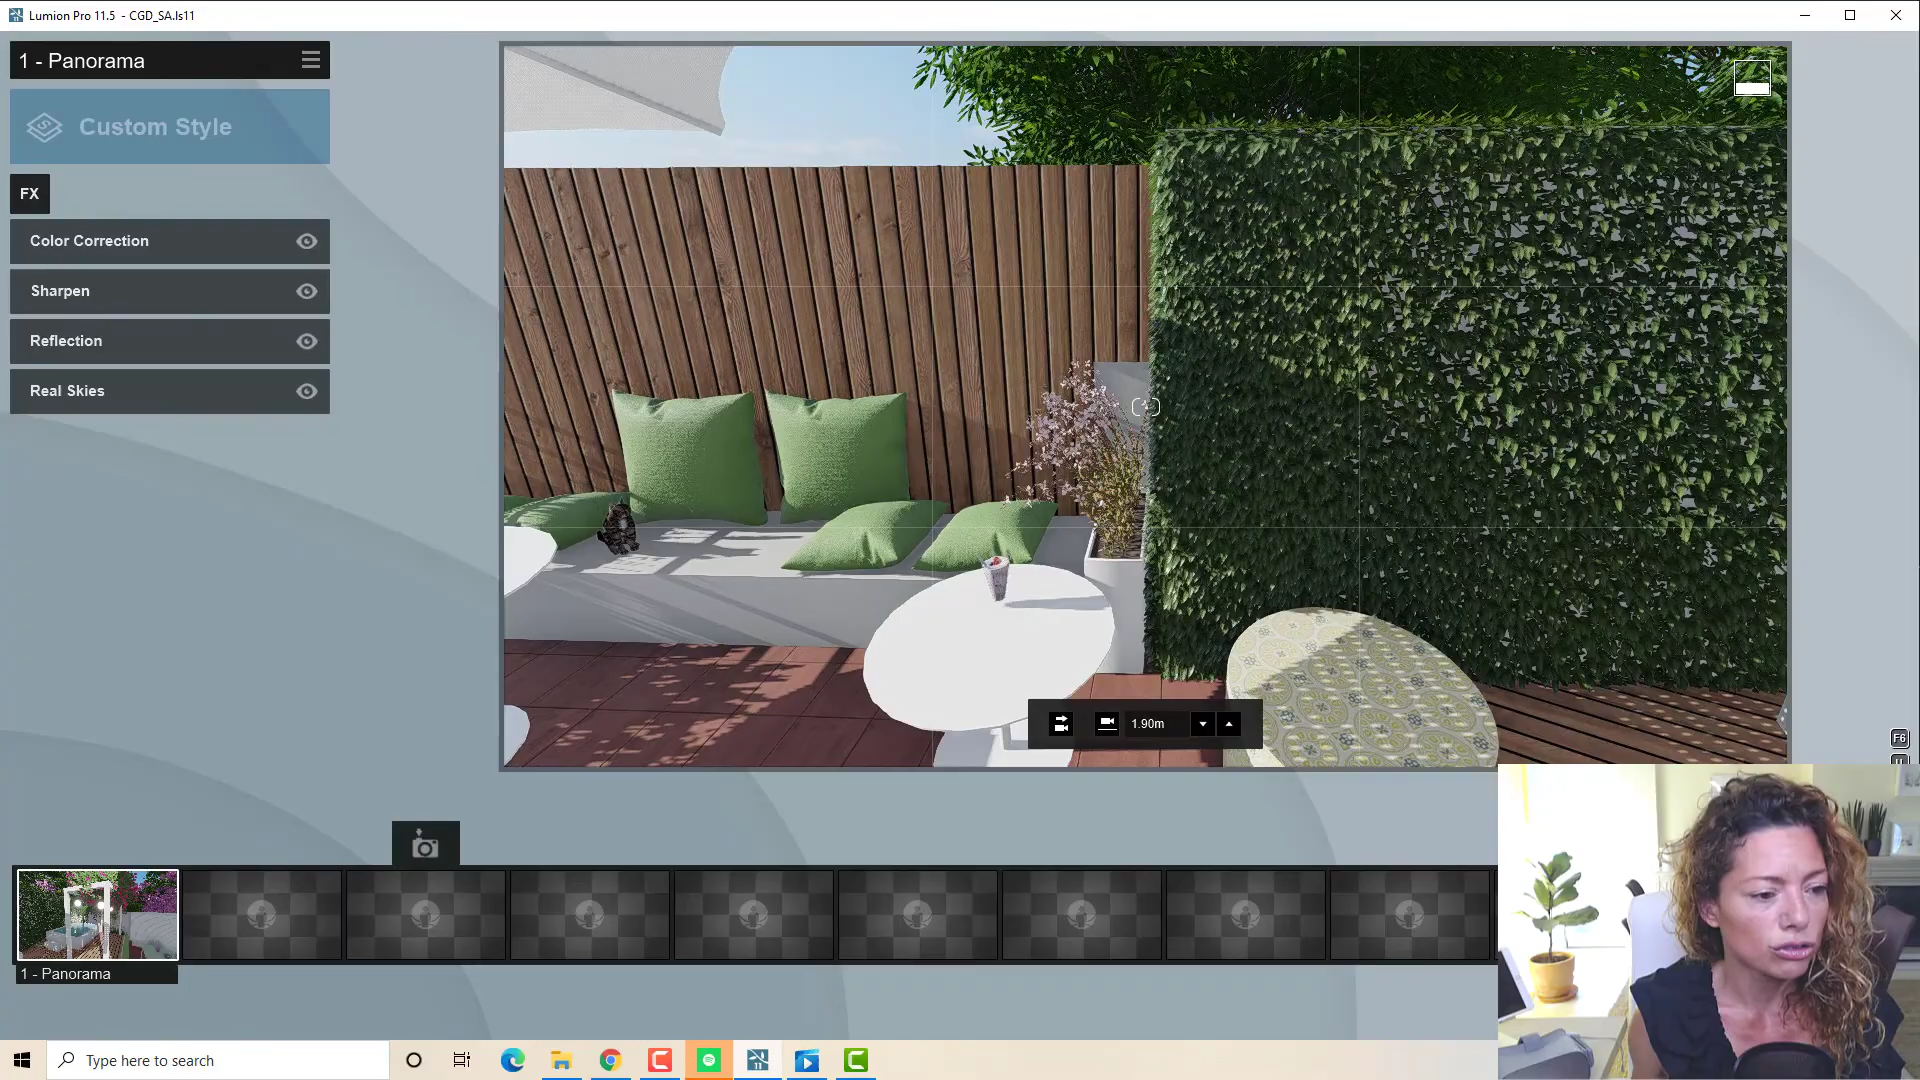 Lumion Pro 11.5 - CGD_SA.ls11
1 - Panorama
Custom Style
FX
Color Correction
Sharpen
Reflection
Real Skies
1.90m
F6
U
1 - Panorama
Type here to search